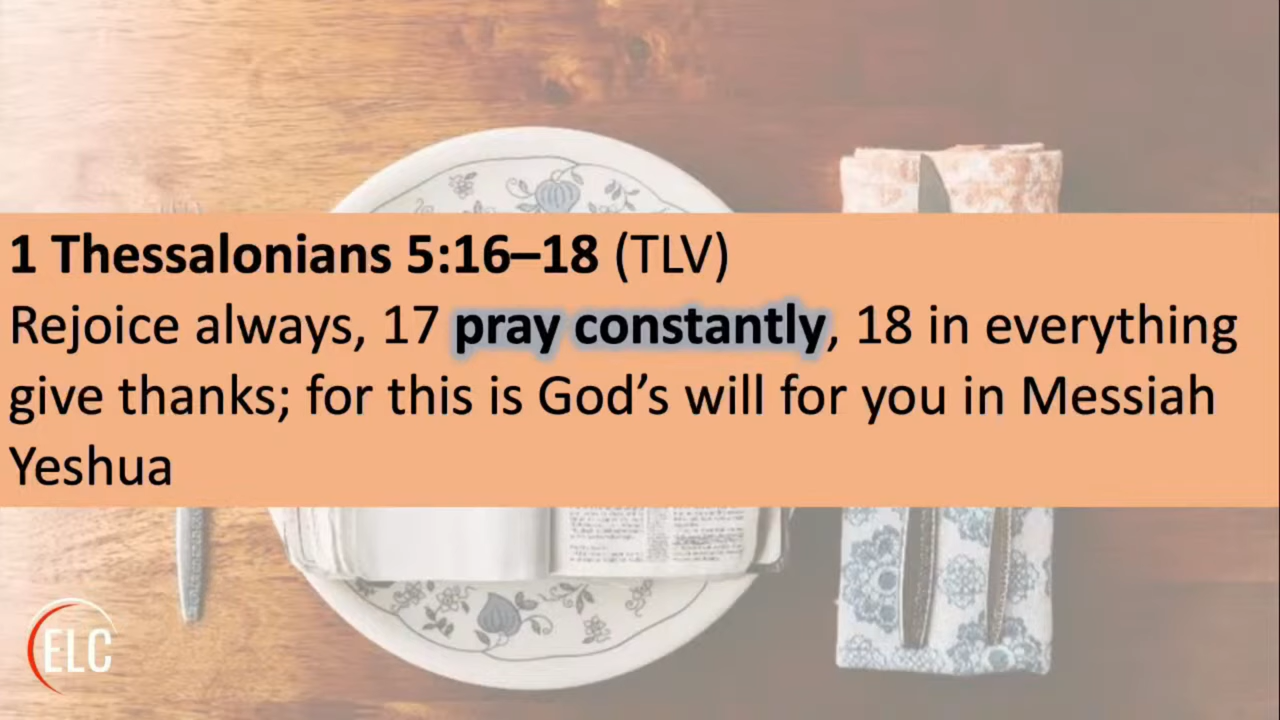 1 Thessalonians 5:16–18 (TLV)
Rejoice always, 17 pray constantly, 18 in everything
give thanks; for this is God’s will for you in Messiah
Yeshua
ELC